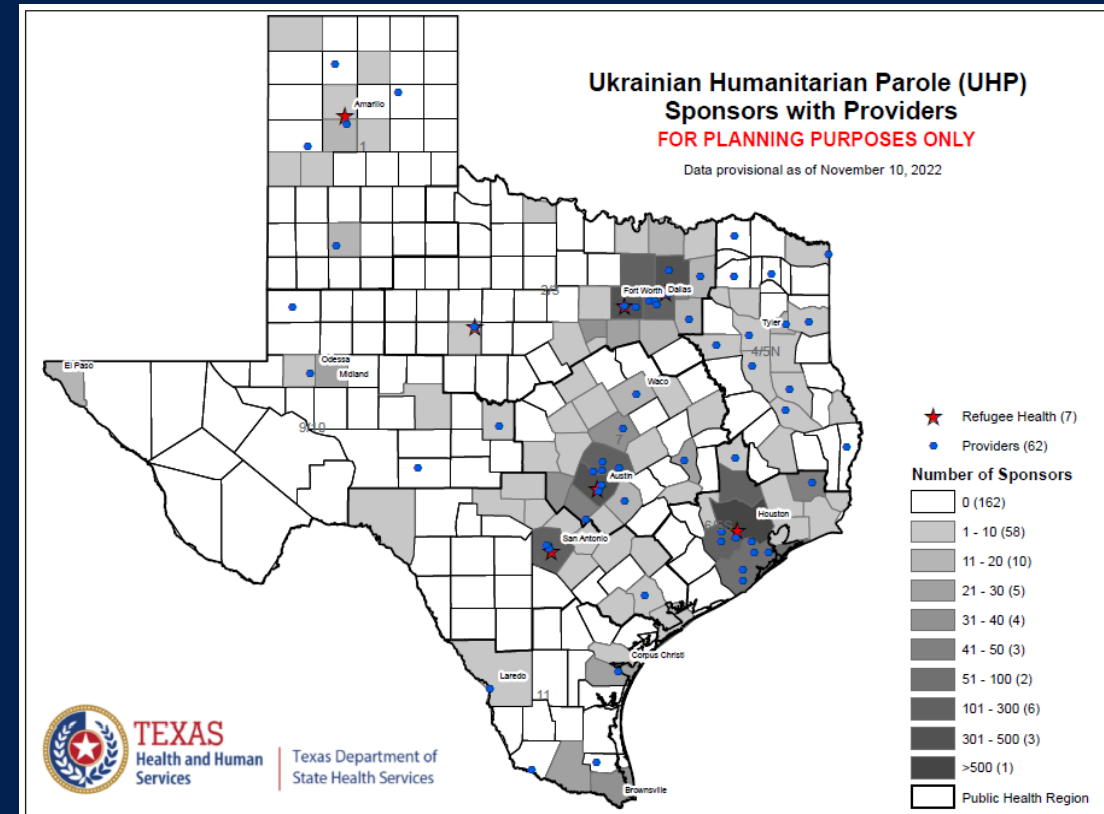 Ukrainian Humanitarian Parole (UHP)
Sponsors with Providers
FOR PLANNING PURPOSES ONLY
Data provisional as of November 10, 2022
Amarillo
1
2/3
Fort Worth
Dallas
Tyler
4/5N
El Paso
Odessa
Midland
Waco
9/10
7
Austin
Houston
San Antonio
Corpus Christi
Laredo
11
Brownsville
Refugee Health (7)
Providers (62)
Number of Sponsors
0 (162)
1 - 10 (58)
11 - 20 (10)
21 - 30 (5)
31 - 40 (4)
41 - 50 (3)
51 - 100 (2)
101 - 300 (6)
301 - 500 (3)
>500 (1)
Public Health Region
TEXAS
Health and Human
Services
Texas Department of
State Health Services